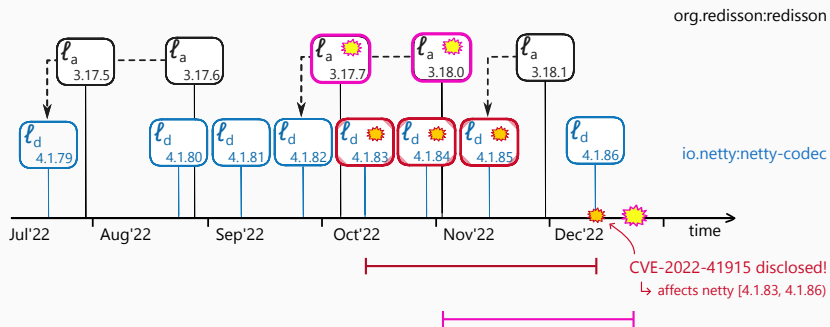 org.redisson:redisson
ℓa 3.17.5
ℓa 3.17.6
ℓa 3.17.7
ℓa 3.18.0
ℓa 3.18.1
ℓd 4.1.79
ℓd 4.1.80
ℓd 4.1.81
ℓd 4.1.82
ℓd 4.1.83
ℓd 4.1.84
ℓd 4.1.85
ℓd 4.1.86
io.netty:netty-codec
Jul'22
Aug'22
Sep'22
Oct'22
Nov'22
Dec'22
time
CVE-2022-41915 disclosed!
↳ affects netty [4.1.83, 4.1.86)